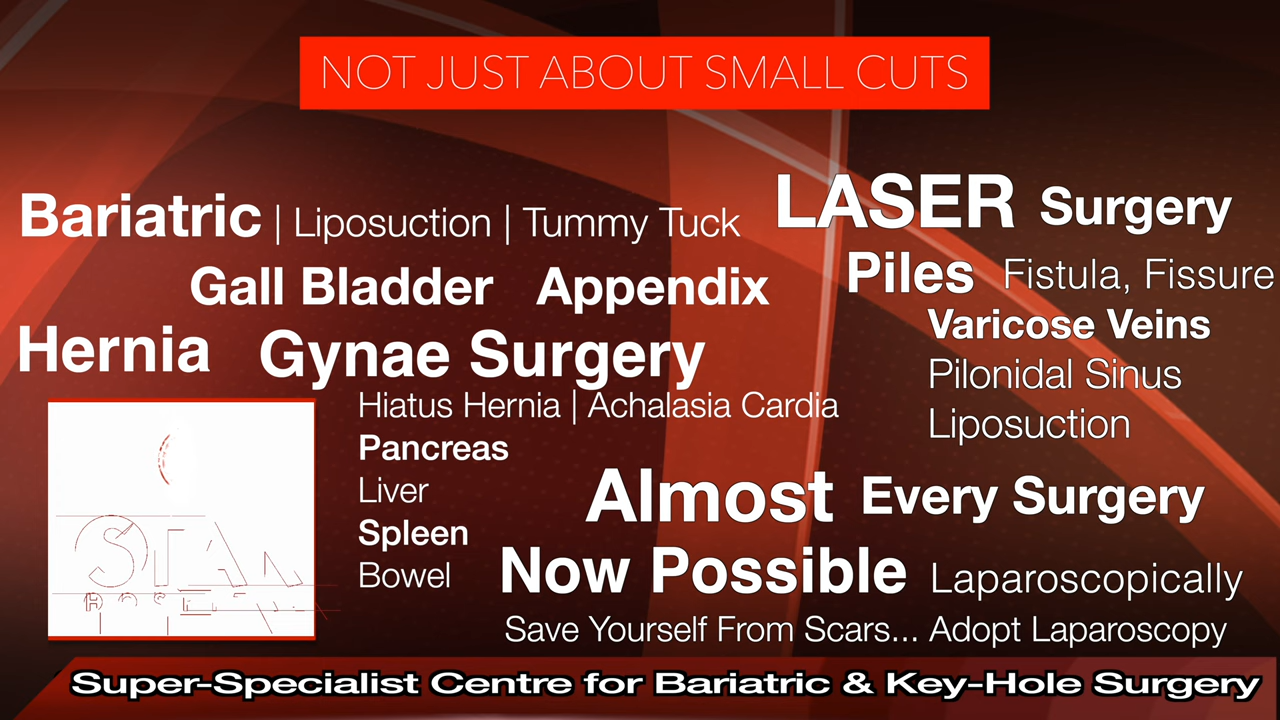 NOT JUST ABOUT SMALL CUTS
Bariatric | Liposuction | Tummy Tuck
Gall Bladder Appendix
Hernia Gynae Surgery
Hiatus Hernia | Achalasia Cardia
Pancreas
Liver
Spleen
Bowel
LASER Surgery
Piles Fistula, Fissure
Varicose Veins
Pilonidal Sinus
Liposuction
Almost Every Surgery
Now Possible Laparoscopically
Save Yourself From Scars... Adopt Laparoscopy
Super-Specialist Centre for Bariatric & Key-Hole Surgery